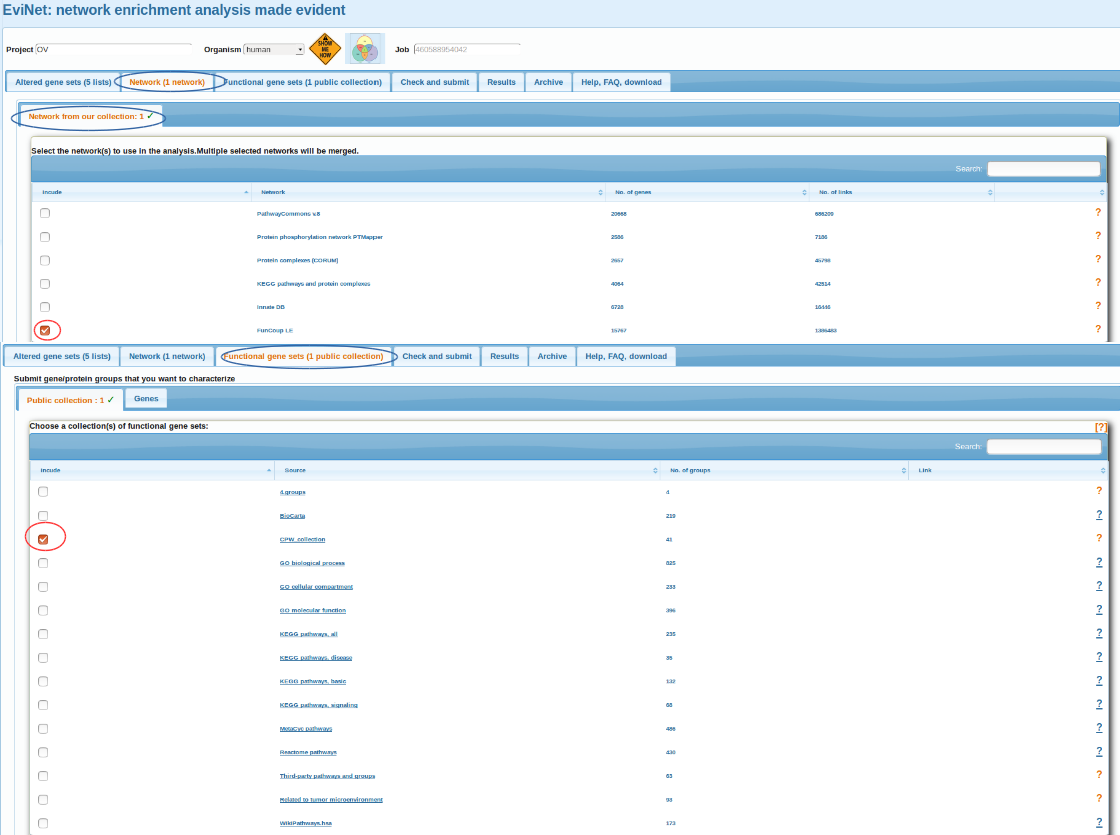 EviNet: network enrichment analysis made evident
Project OV Organism human SHOW ME HOW Job 460588954042
Altered gene sets (5 lists) Network (1 network) Functional gene sets (1 public collection) Check and submit Results Archive Help, FAQ, download
Network from our collection: 1 ✓
Select the network(s) to use in the analysis.Multiple selected networks will be merged.
Search:
Incude Network No. of genes No. of links
PathwayCommons v.8 20668 686209 ?
Protein phosphorylation network PTMapper 2586 7186 ?
Protein complexes (CORUM) 2657 45798 ?
KEGG pathways and protein complexes 4064 42514 ?
Innate DB 6728 16446 ?
FunCoup LE 15767 1386483 ?
Altered gene sets (5 lists) Network (1 network) Functional gene sets (1 public collection) Check and submit Results Archive Help, FAQ, download
Submit gene/protein groups that you want to characterize
Public collection : 1 ✓ Genes
Choose a collection(s) of functional gene sets: [?]
Search:
Incude Source No. of groups Link
4 groups 4 ?
BioCarta 219 ?
CPW_collection 41 ?
GO biological process 825 ?
GO cellular compartment 233 ?
GO molecular function 396 ?
KEGG pathways, all 235 ?
KEGG pathways, disease 35 ?
KEGG pathways, basic 132 ?
KEGG pathways, signaling 68 ?
MetaCyc pathways 486 ?
Reactome pathways 430 ?
Third-party pathways and groups 63 ?
Related to tumor microenvironment 93 ?
WikiPathways.hsa 173 ?